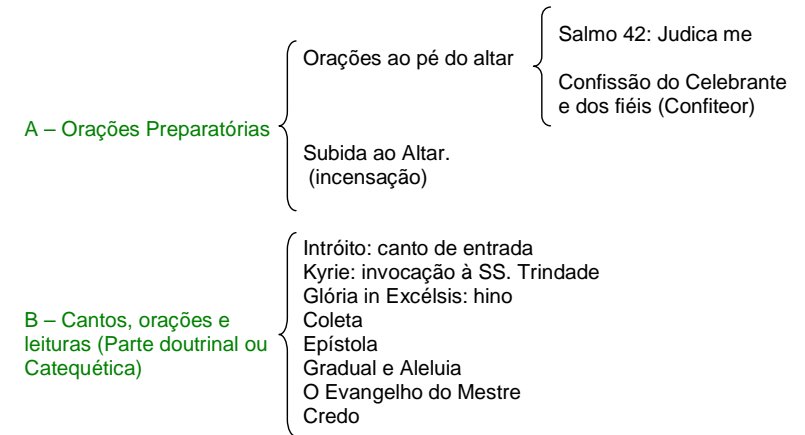 A – Orações Preparatórias
Orações ao pé do altar
Salmo 42: Judica me
Confissão do Celebrante
e dos fiéis (Confiteor)
Subida ao Altar.
(incensação)
B – Cantos, orações e
leituras (Parte doutrinal ou
Catequética)
Intróito: canto de entrada
Kyrie: invocação à SS. Trindade
Glória in Excélsis: hino
Coleta
Epístola
Gradual e Aleluia
O Evangelho do Mestre
Credo